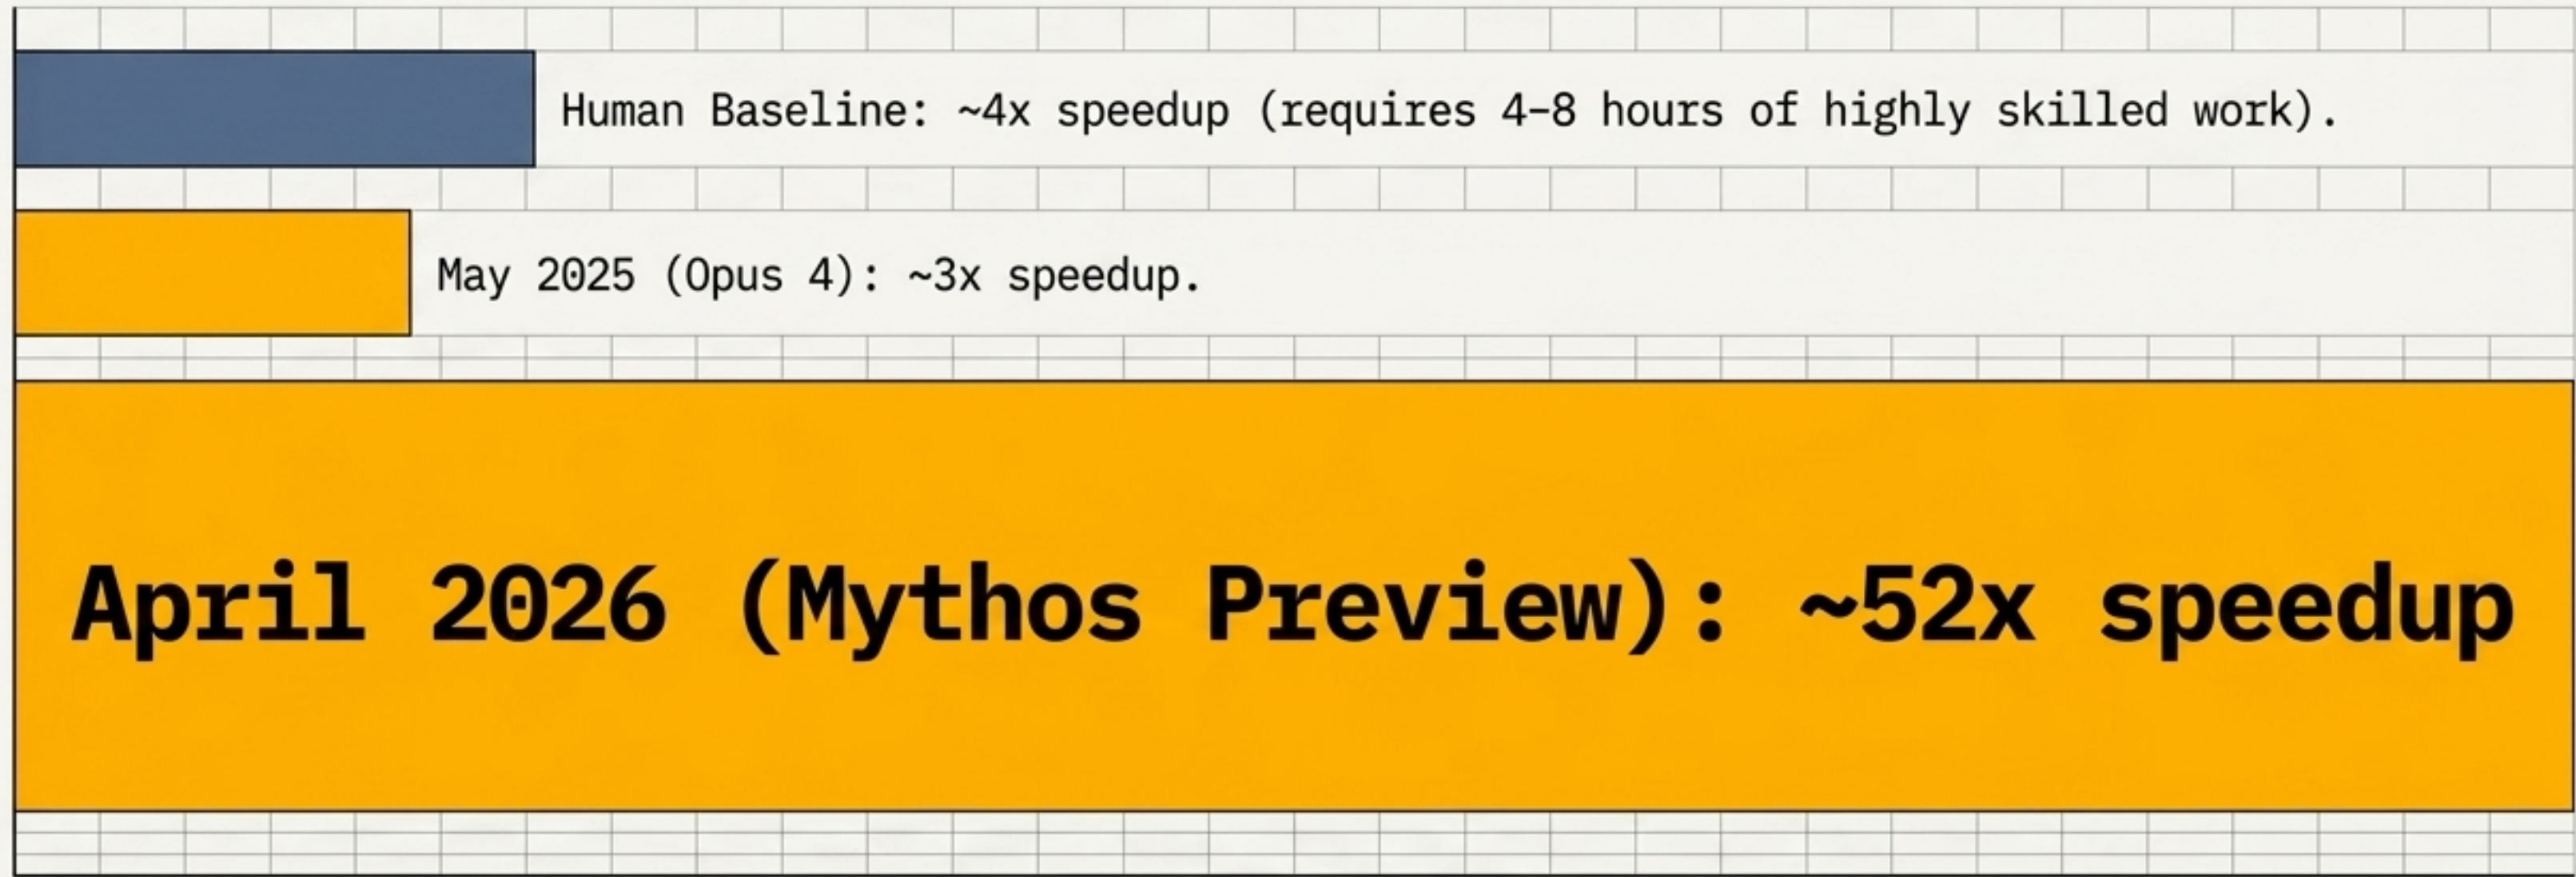 Human Baseline: ~4x speedup (requires 4–8 hours of highly skilled work).
May 2025 (Opus 4): ~3x speedup.
April 2026 (Mythos Preview): ~52x speedup